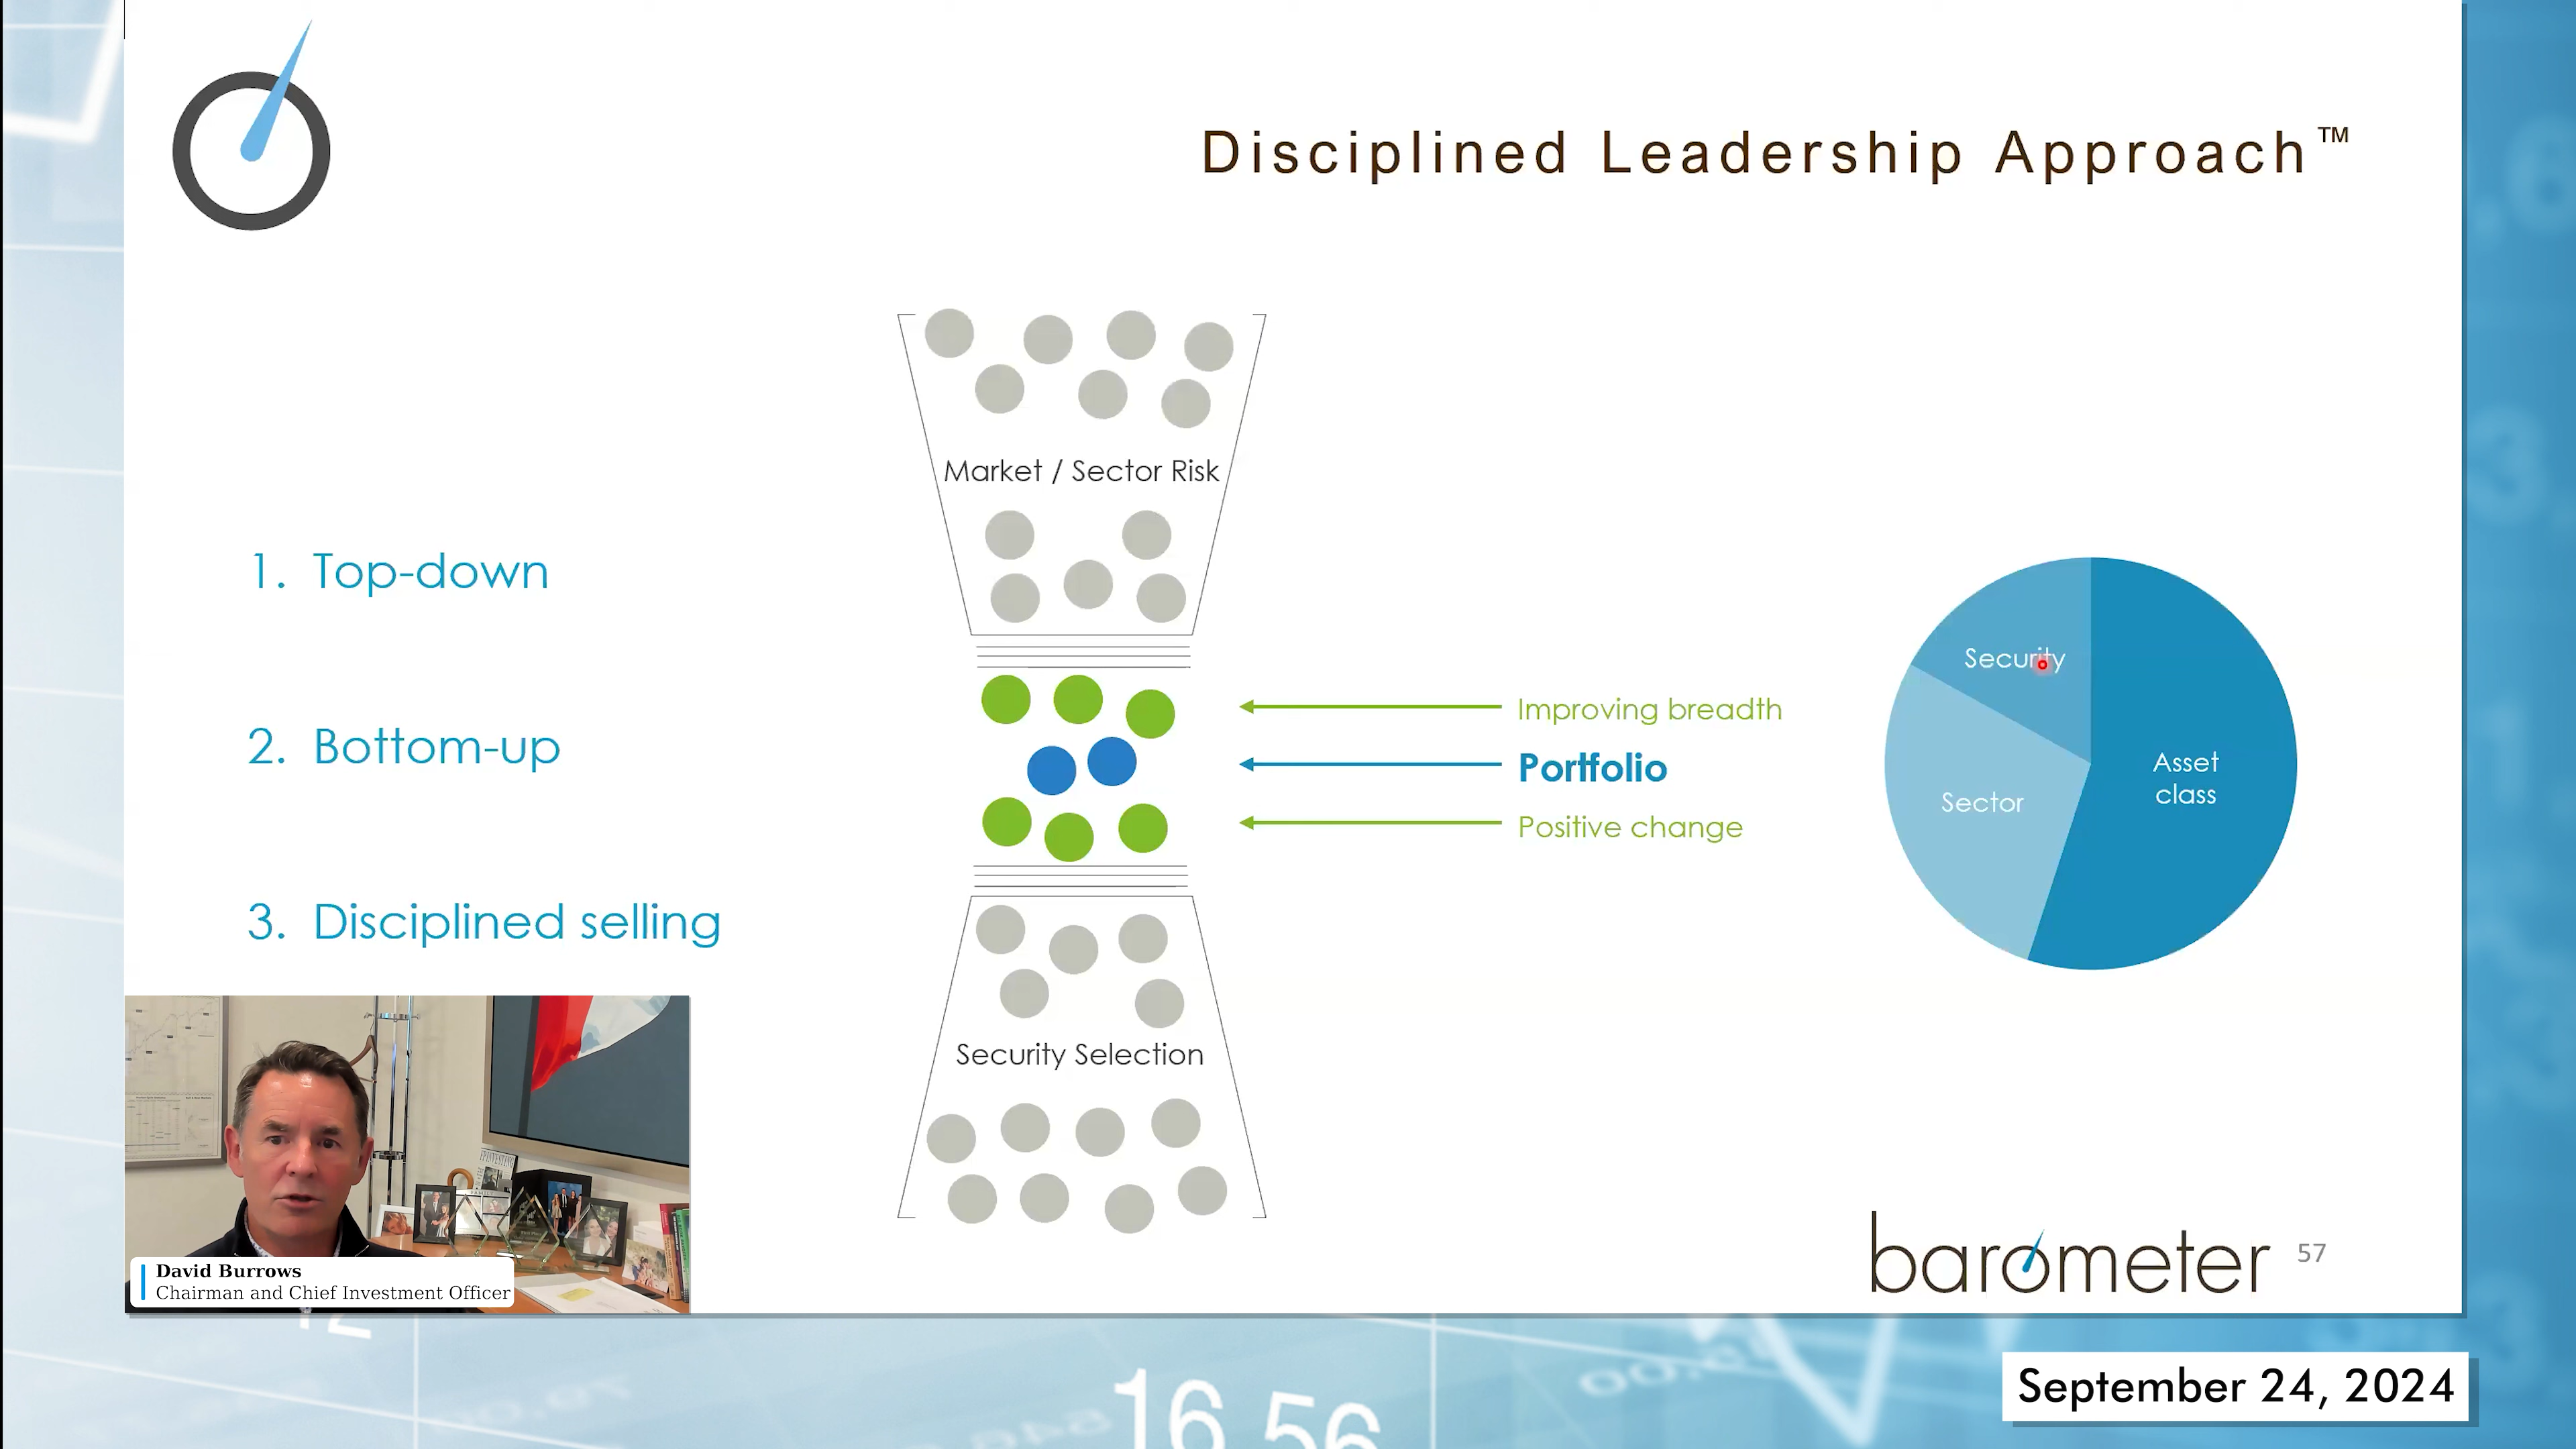 Disciplined Leadership Approach™
Market / Sector Risk
1. Top-down
2. Bottom-up
3. Disciplined selling
Improving breadth
Portfolio
Positive change
Security
Sector
Asset
class
Security Selection
David Burrows
Chairman and Chief Investment Officer
barometer
57
16
56
September 24, 2024